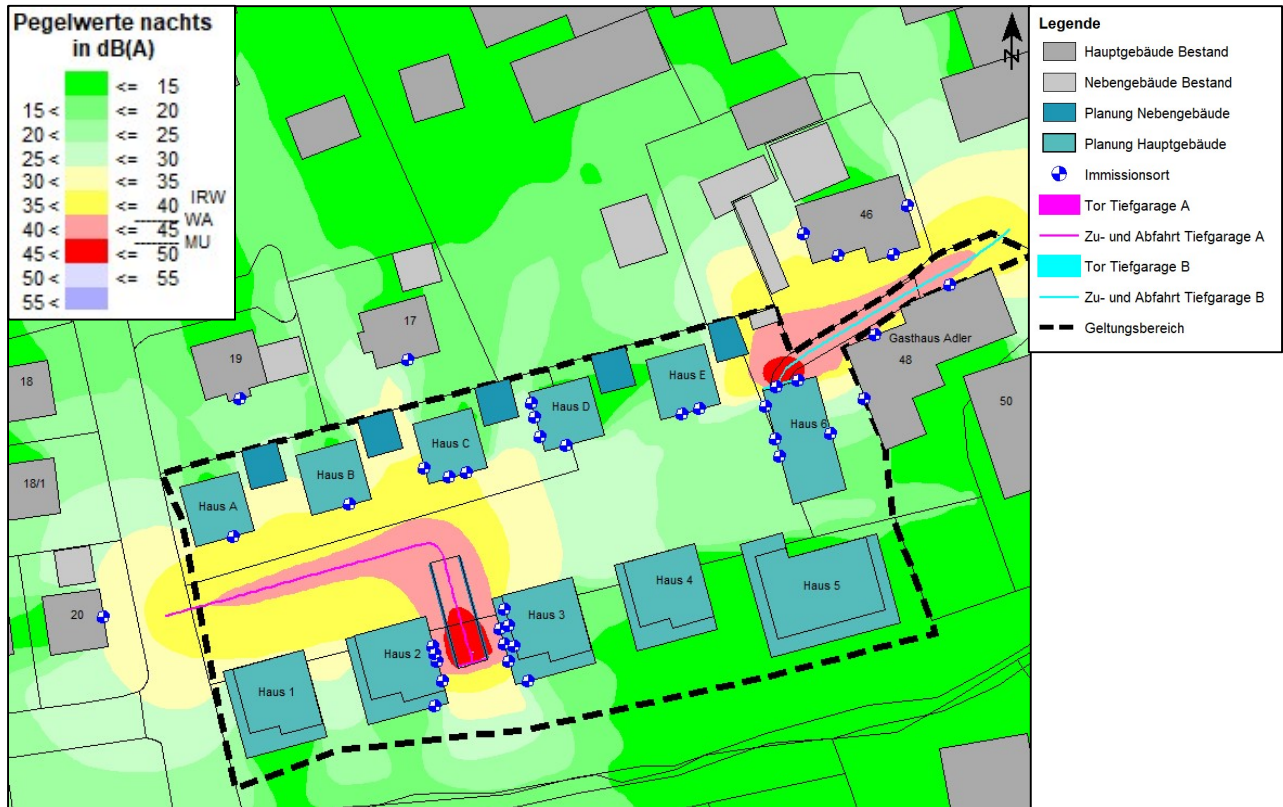 Pegelwerte nachts
in dB(A)
<= 15
15 < <= 20
20 < <= 25
25 < <= 30
30 < <= 35
35 < <= 40 IRW
WA
40 < <= 45
MU
45 < <= 50
50 < <= 55
55 <
N
Legende
Hauptgebäude Bestand
Nebengebäude Bestand
Planung Nebengebäude
Planung Hauptgebäude
Immissionsort
Tor Tiefgarage A
Zu- und Abfahrt Tiefgarage A
Tor Tiefgarage B
Zu- und Abfahrt Tiefgarage B
Geltungsbereich
46
17
19
Gasthaus Adler
48
18
Haus E
50
Haus D
Haus 6
Haus C
Haus B
18/1
Haus A
Haus 4
Haus 5
20
Haus 3
Haus 2
Haus 1